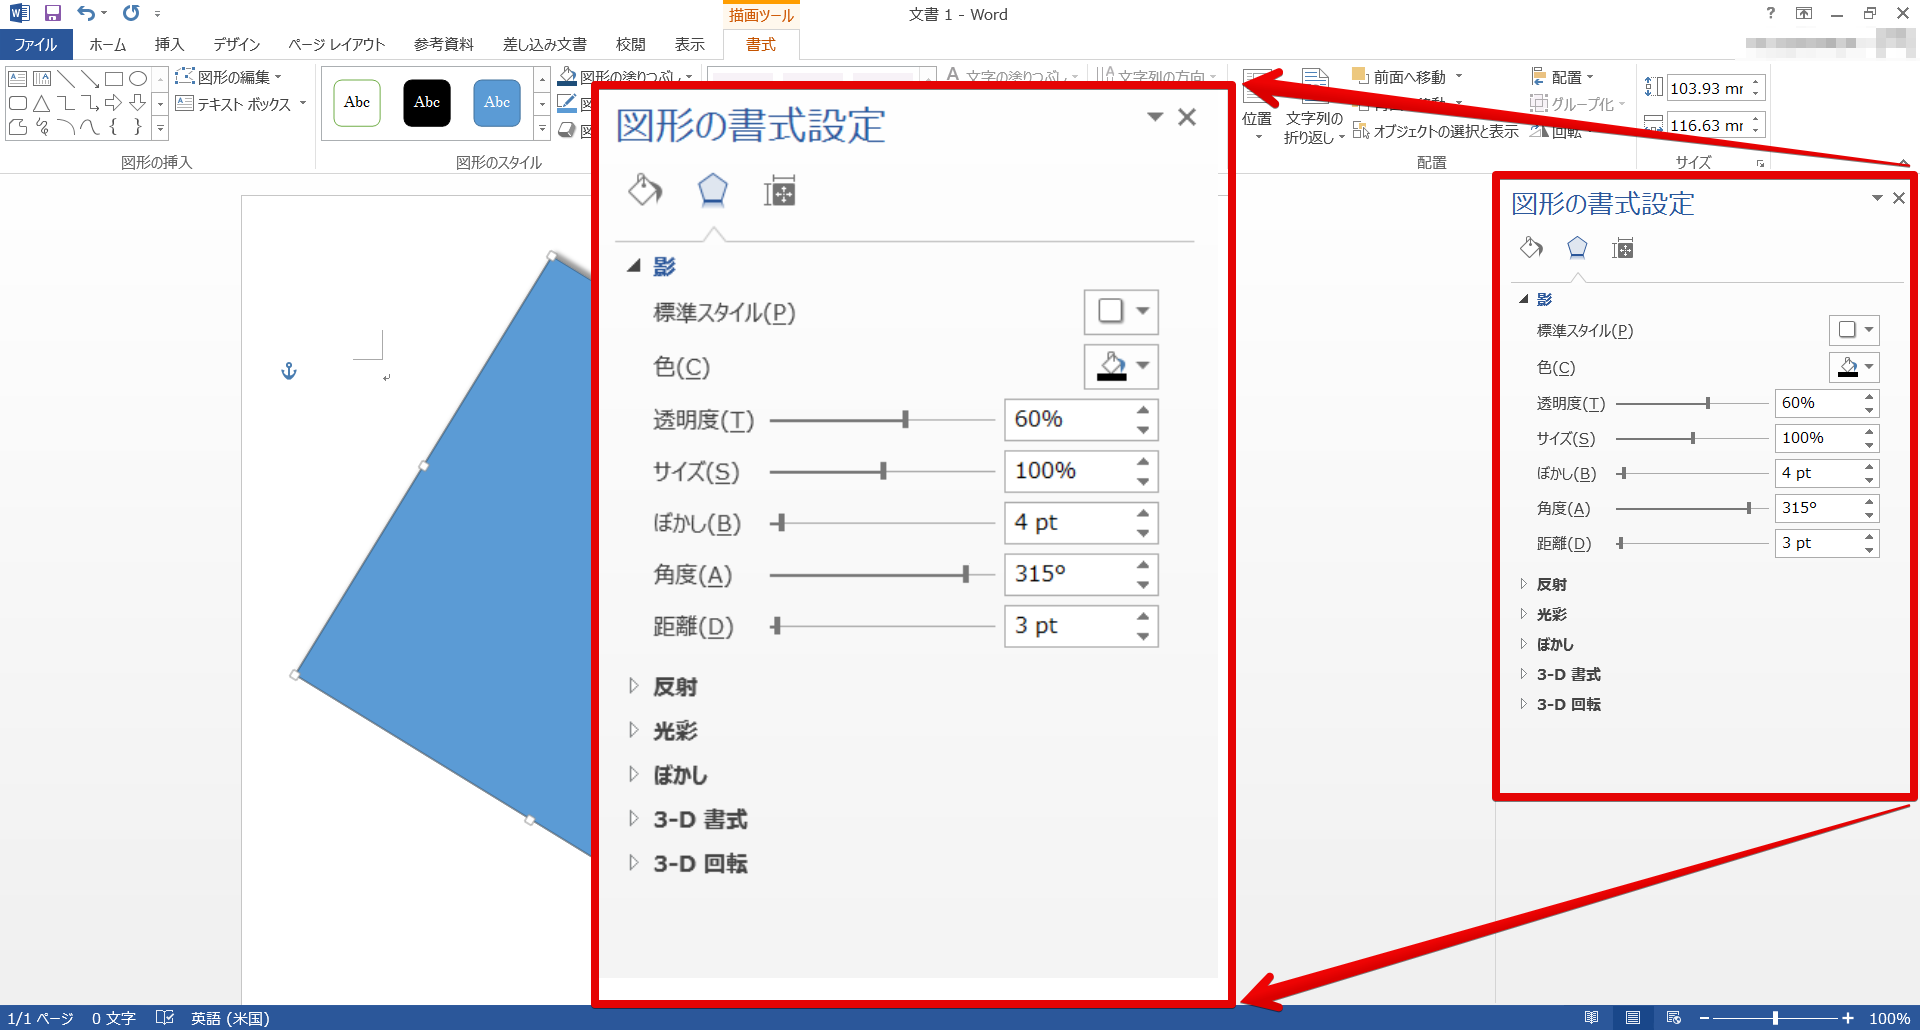 描画ツール
文書 1 - Word
ファイル ホーム 挿入 デザイン ページ レイアウト 参考資料 差し込み文書 校閲 表示 書式
図形の編集
テキスト ボックス
図形の挿入
Abc Abc Abc
図形の塗りつぶし
図形のスタイル
文字の塗りつぶし
文字列の方向
位置
文字列の
折り返し
前面へ移動
オブジェクトの選択と表示
配置
グループ化
回転
配置
103.93 mr
116.63 mr
サイズ
図形の書式設定
影
標準スタイル(P)
色(C)
透明度(T) 60%
サイズ(S) 100%
ぼかし(B) 4 pt
角度(A) 315°
距離(D) 3 pt
反射
光彩
ぼかし
3-D 書式
3-D 回転
図形の書式設定
影
標準スタイル(P)
色(C)
透明度(T) 60%
サイズ(S) 100%
ぼかし(B) 4 pt
角度(A) 315°
距離(D) 3 pt
反射
光彩
ぼかし
3-D 書式
3-D 回転
1/1 ページ 0 文字 英語 (米国) 100%